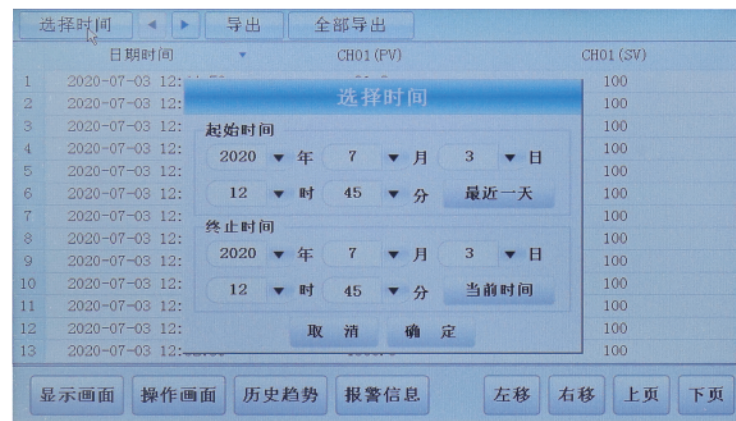 选择时间 ◀ ▶ 导出 全部导出
日期时间 ▼ CH01(PV) CH01(SV)
1 2020-07-03 12: 100
2 2020-07-03 12: 100
3 2020-07-03 12: 100
4 2020-07-03 12: 100
5 2020-07-03 12: 100
6 2020-07-03 12: 100
7 2020-07-03 12: 100
8 2020-07-03 12: 100
9 2020-07-03 12: 100
10 2020-07-03 12: 100
11 2020-07-03 12: 100
12 2020-07-03 12: 100
13 2020-07-03 12: 100
选择时间
起始时间
2020 ▼ 年 7 ▼ 月 3 ▼ 日
12 ▼ 时 45 ▼ 分 最近一天
终止时间
2020 ▼ 年 7 ▼ 月 3 ▼ 日
12 ▼ 时 45 ▼ 分 当前时间
取 消 确 定
显示画面 操作画面 历史趋势 报警信息 左移 右移 上页 下页